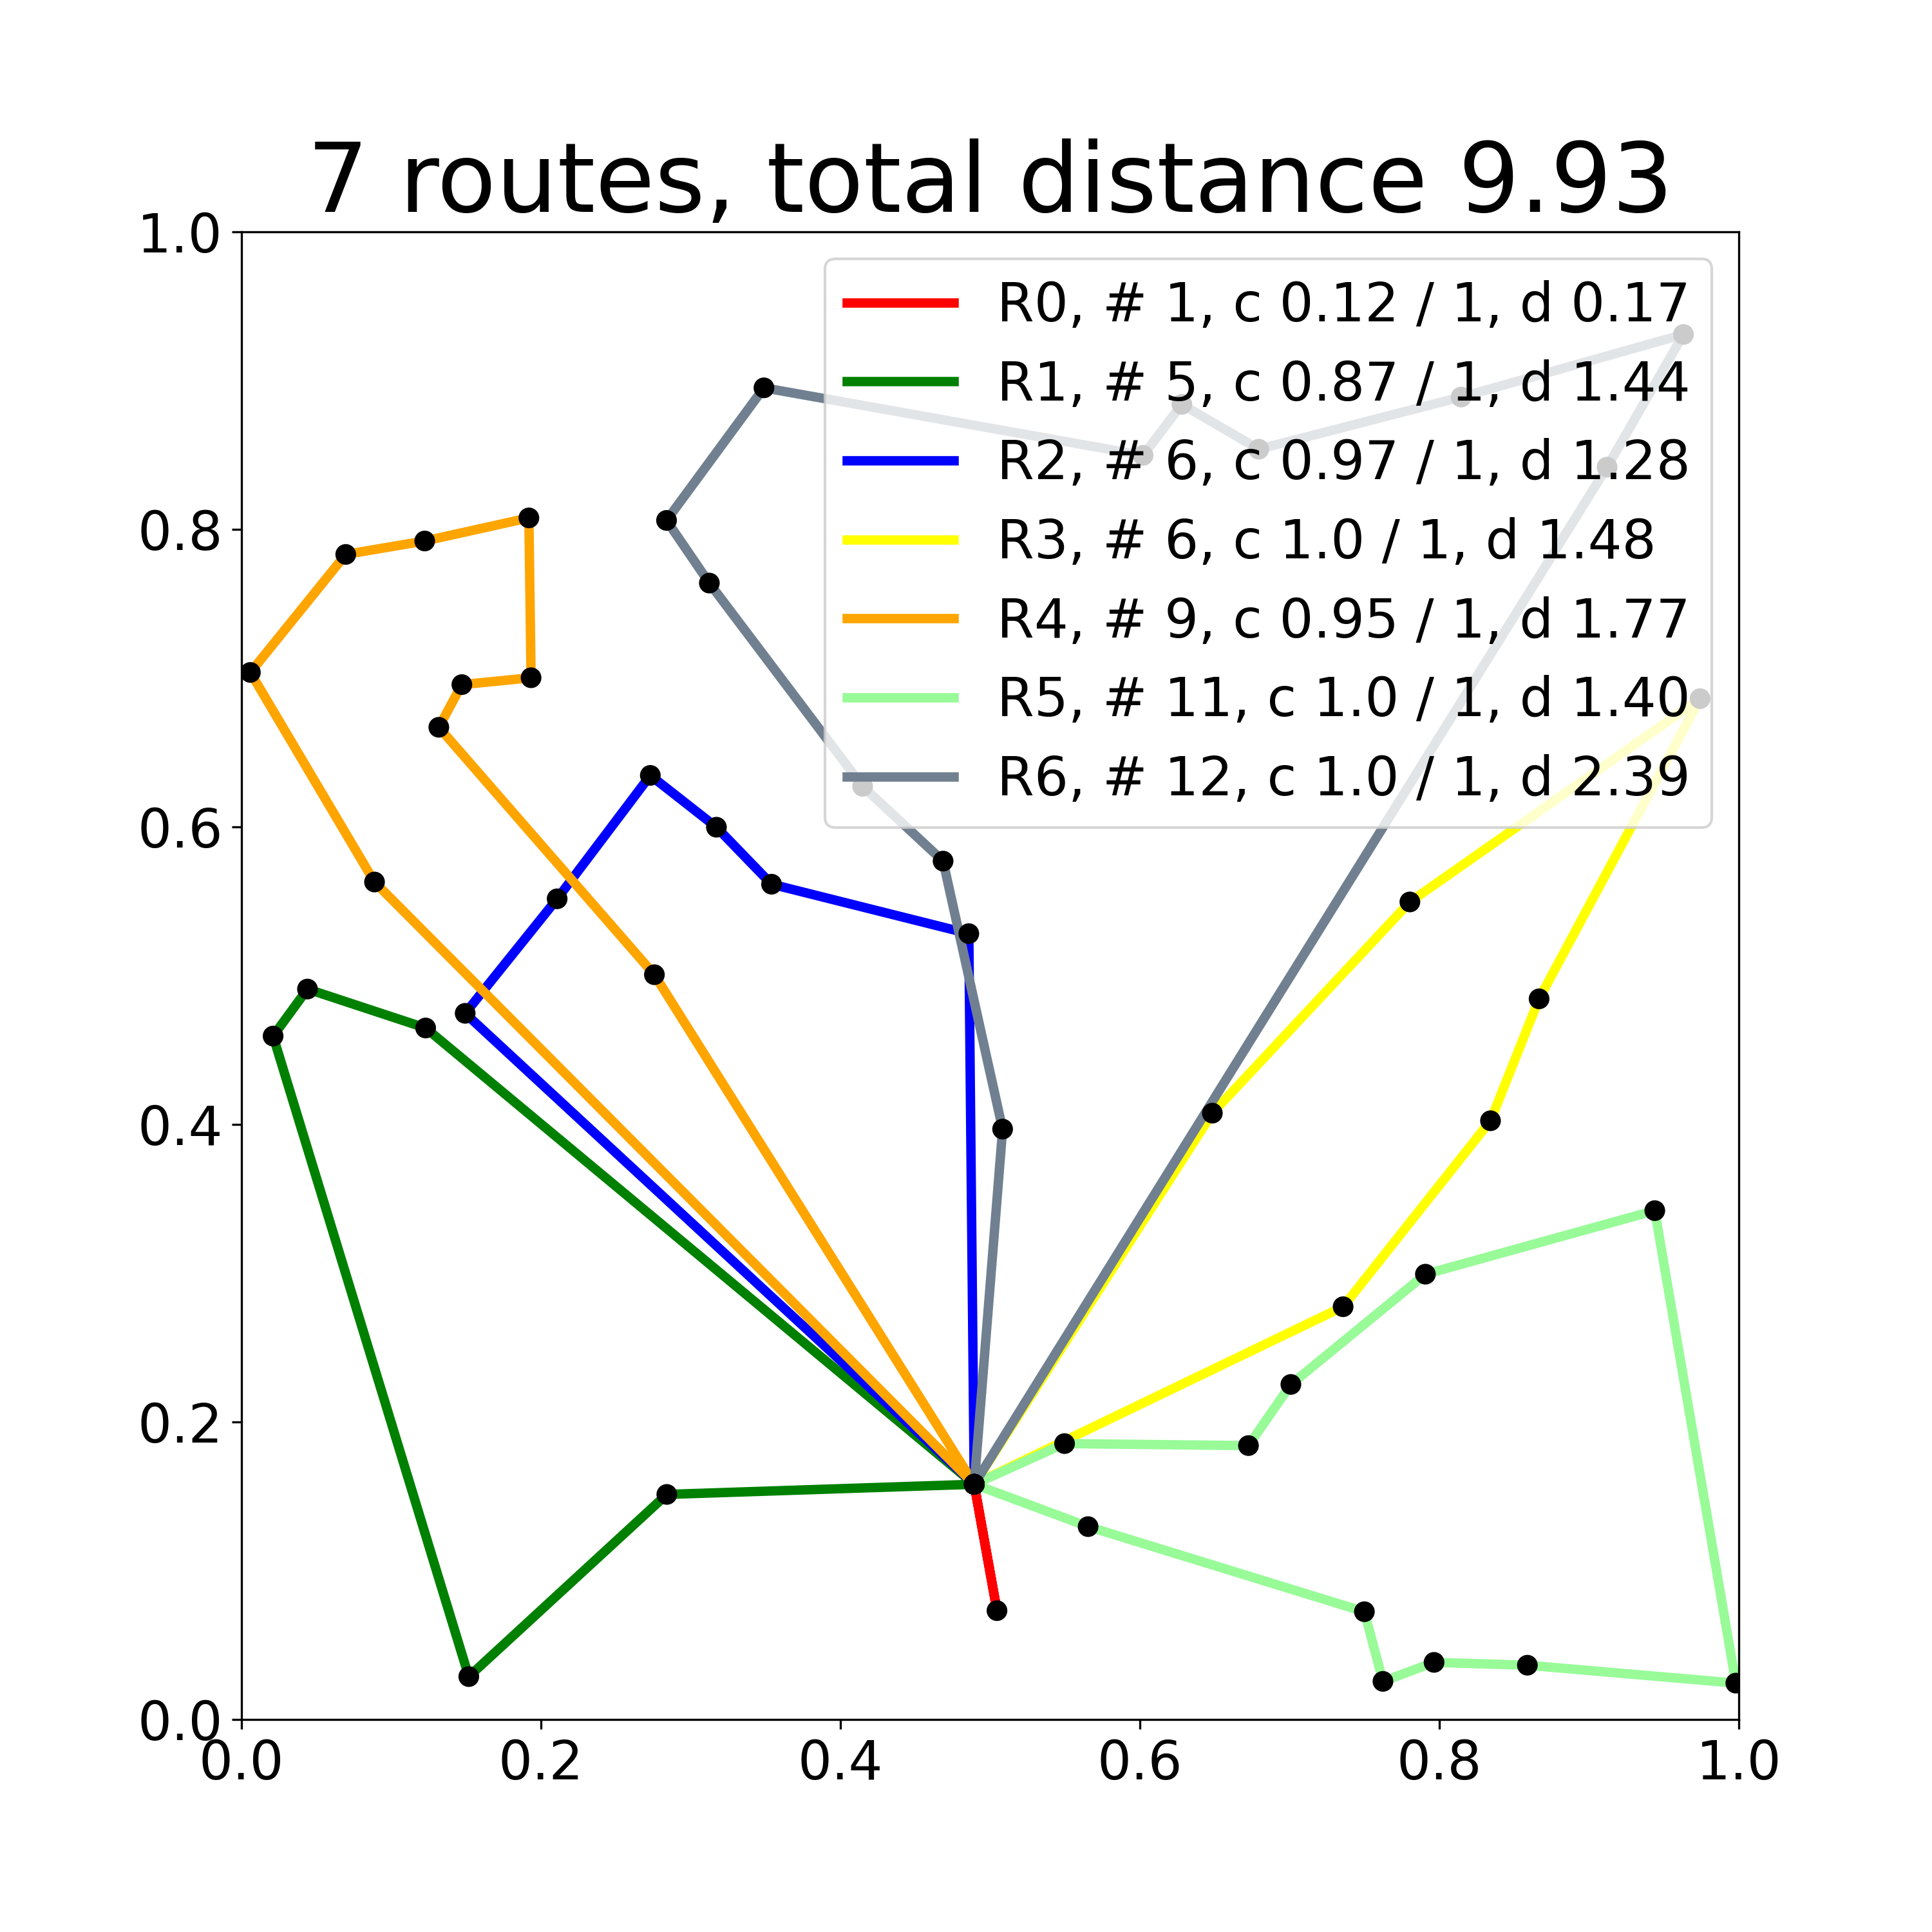 7 routes, total distance 9.93
R0, # 1, c 0.12 / 1, d 0.17
R1, # 5, c 0.87 / 1, d 1.44
R2, # 6, c 0.97 / 1, d 1.28
R3, # 6, c 1.0 / 1, d 1.48
R4, # 9, c 0.95 / 1, d 1.77
R5, # 11, c 1.0 / 1, d 1.40
R6, # 12, c 1.0 / 1, d 2.39
1.0
0.8
0.6
0.4
0.2
0.0
0.0 0.2 0.4 0.6 0.8 1.0